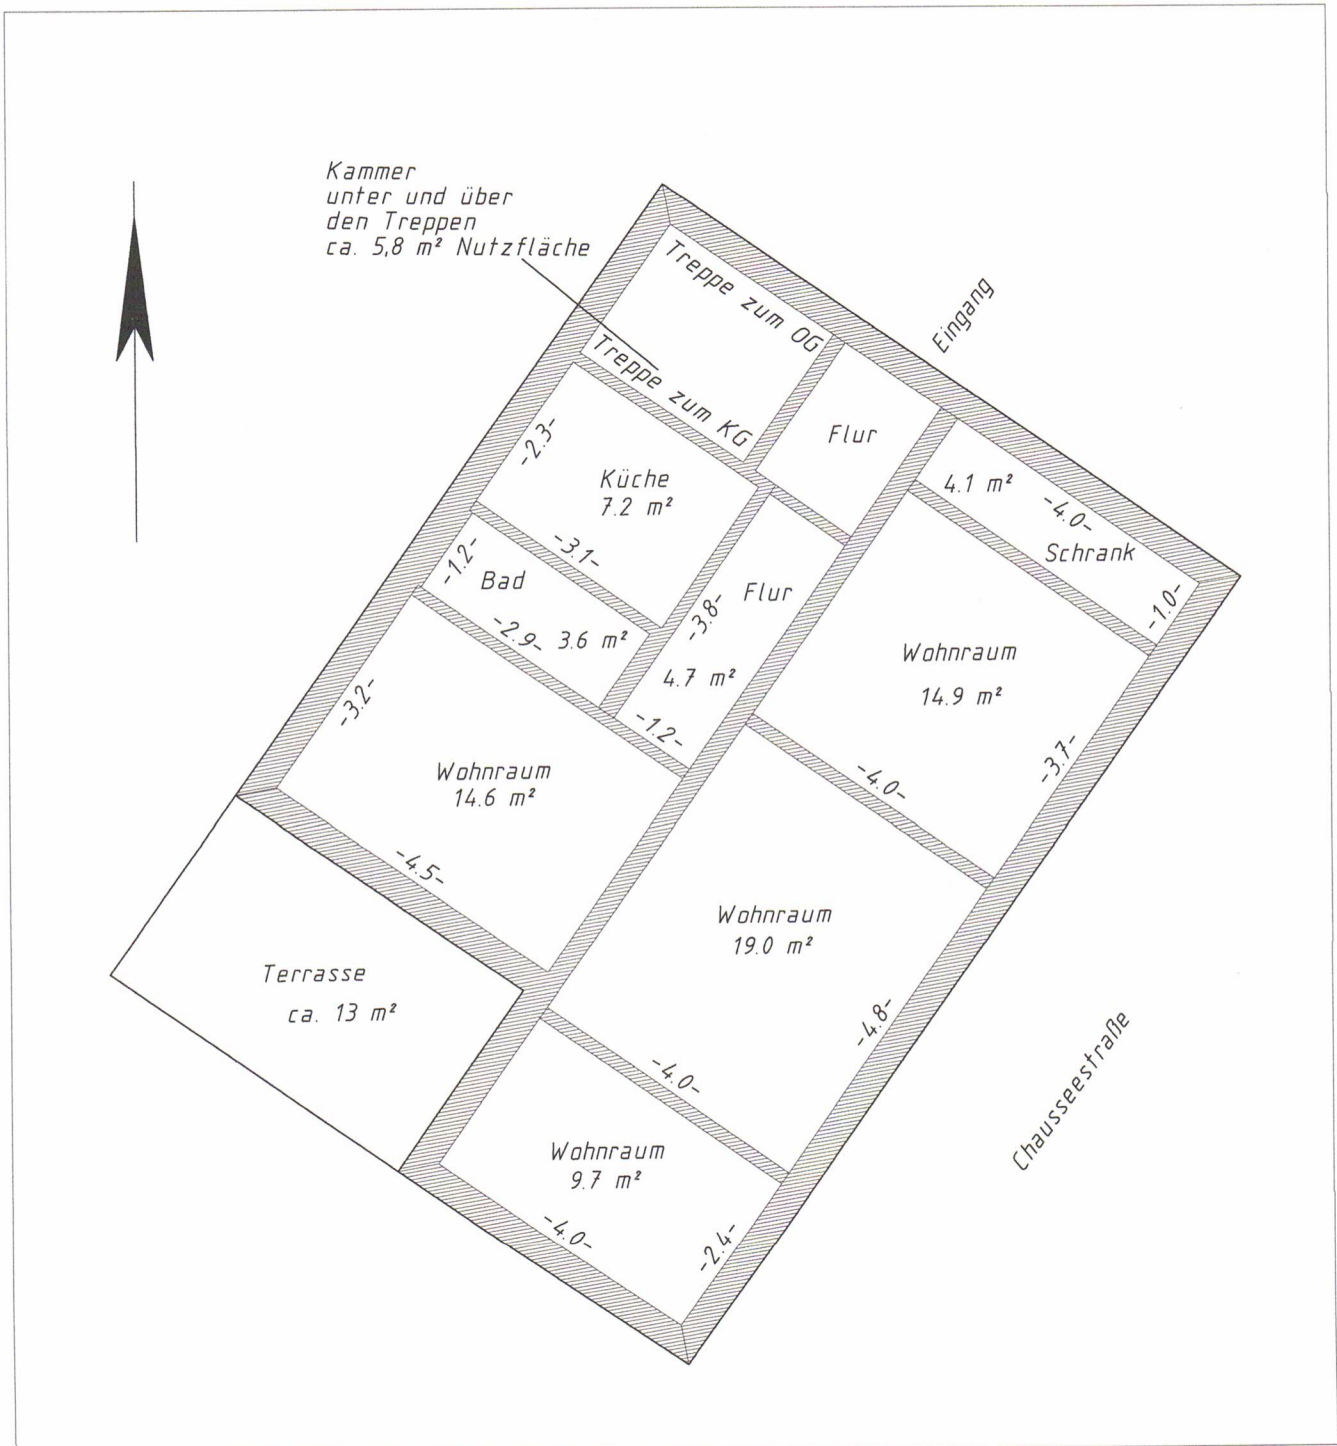 Kammer
unter und über
den Treppen
ca. 5,8 m² Nutzfläche
Eingang
Treppe zum OG
Treppe zum KG
Flur
-2.3-
Küche
7.2 m²
-3.1-
4.1 m²
-4.0-
Schrank
-1.0-
-1.2-
Bad
-2.9- 3.6 m²
Flur
-3.8-
4.7 m²
-1.2-
Wohnraum
14.9 m²
-3.7-
-4.0-
-3.2-
Wohnraum
14.6 m²
-4.5-
Wohnraum
19.0 m²
-4.8-
-4.0-
Terrasse
ca. 13 m²
Chausseestraße
Wohnraum
9.7 m²
-4.0-
-2.4-